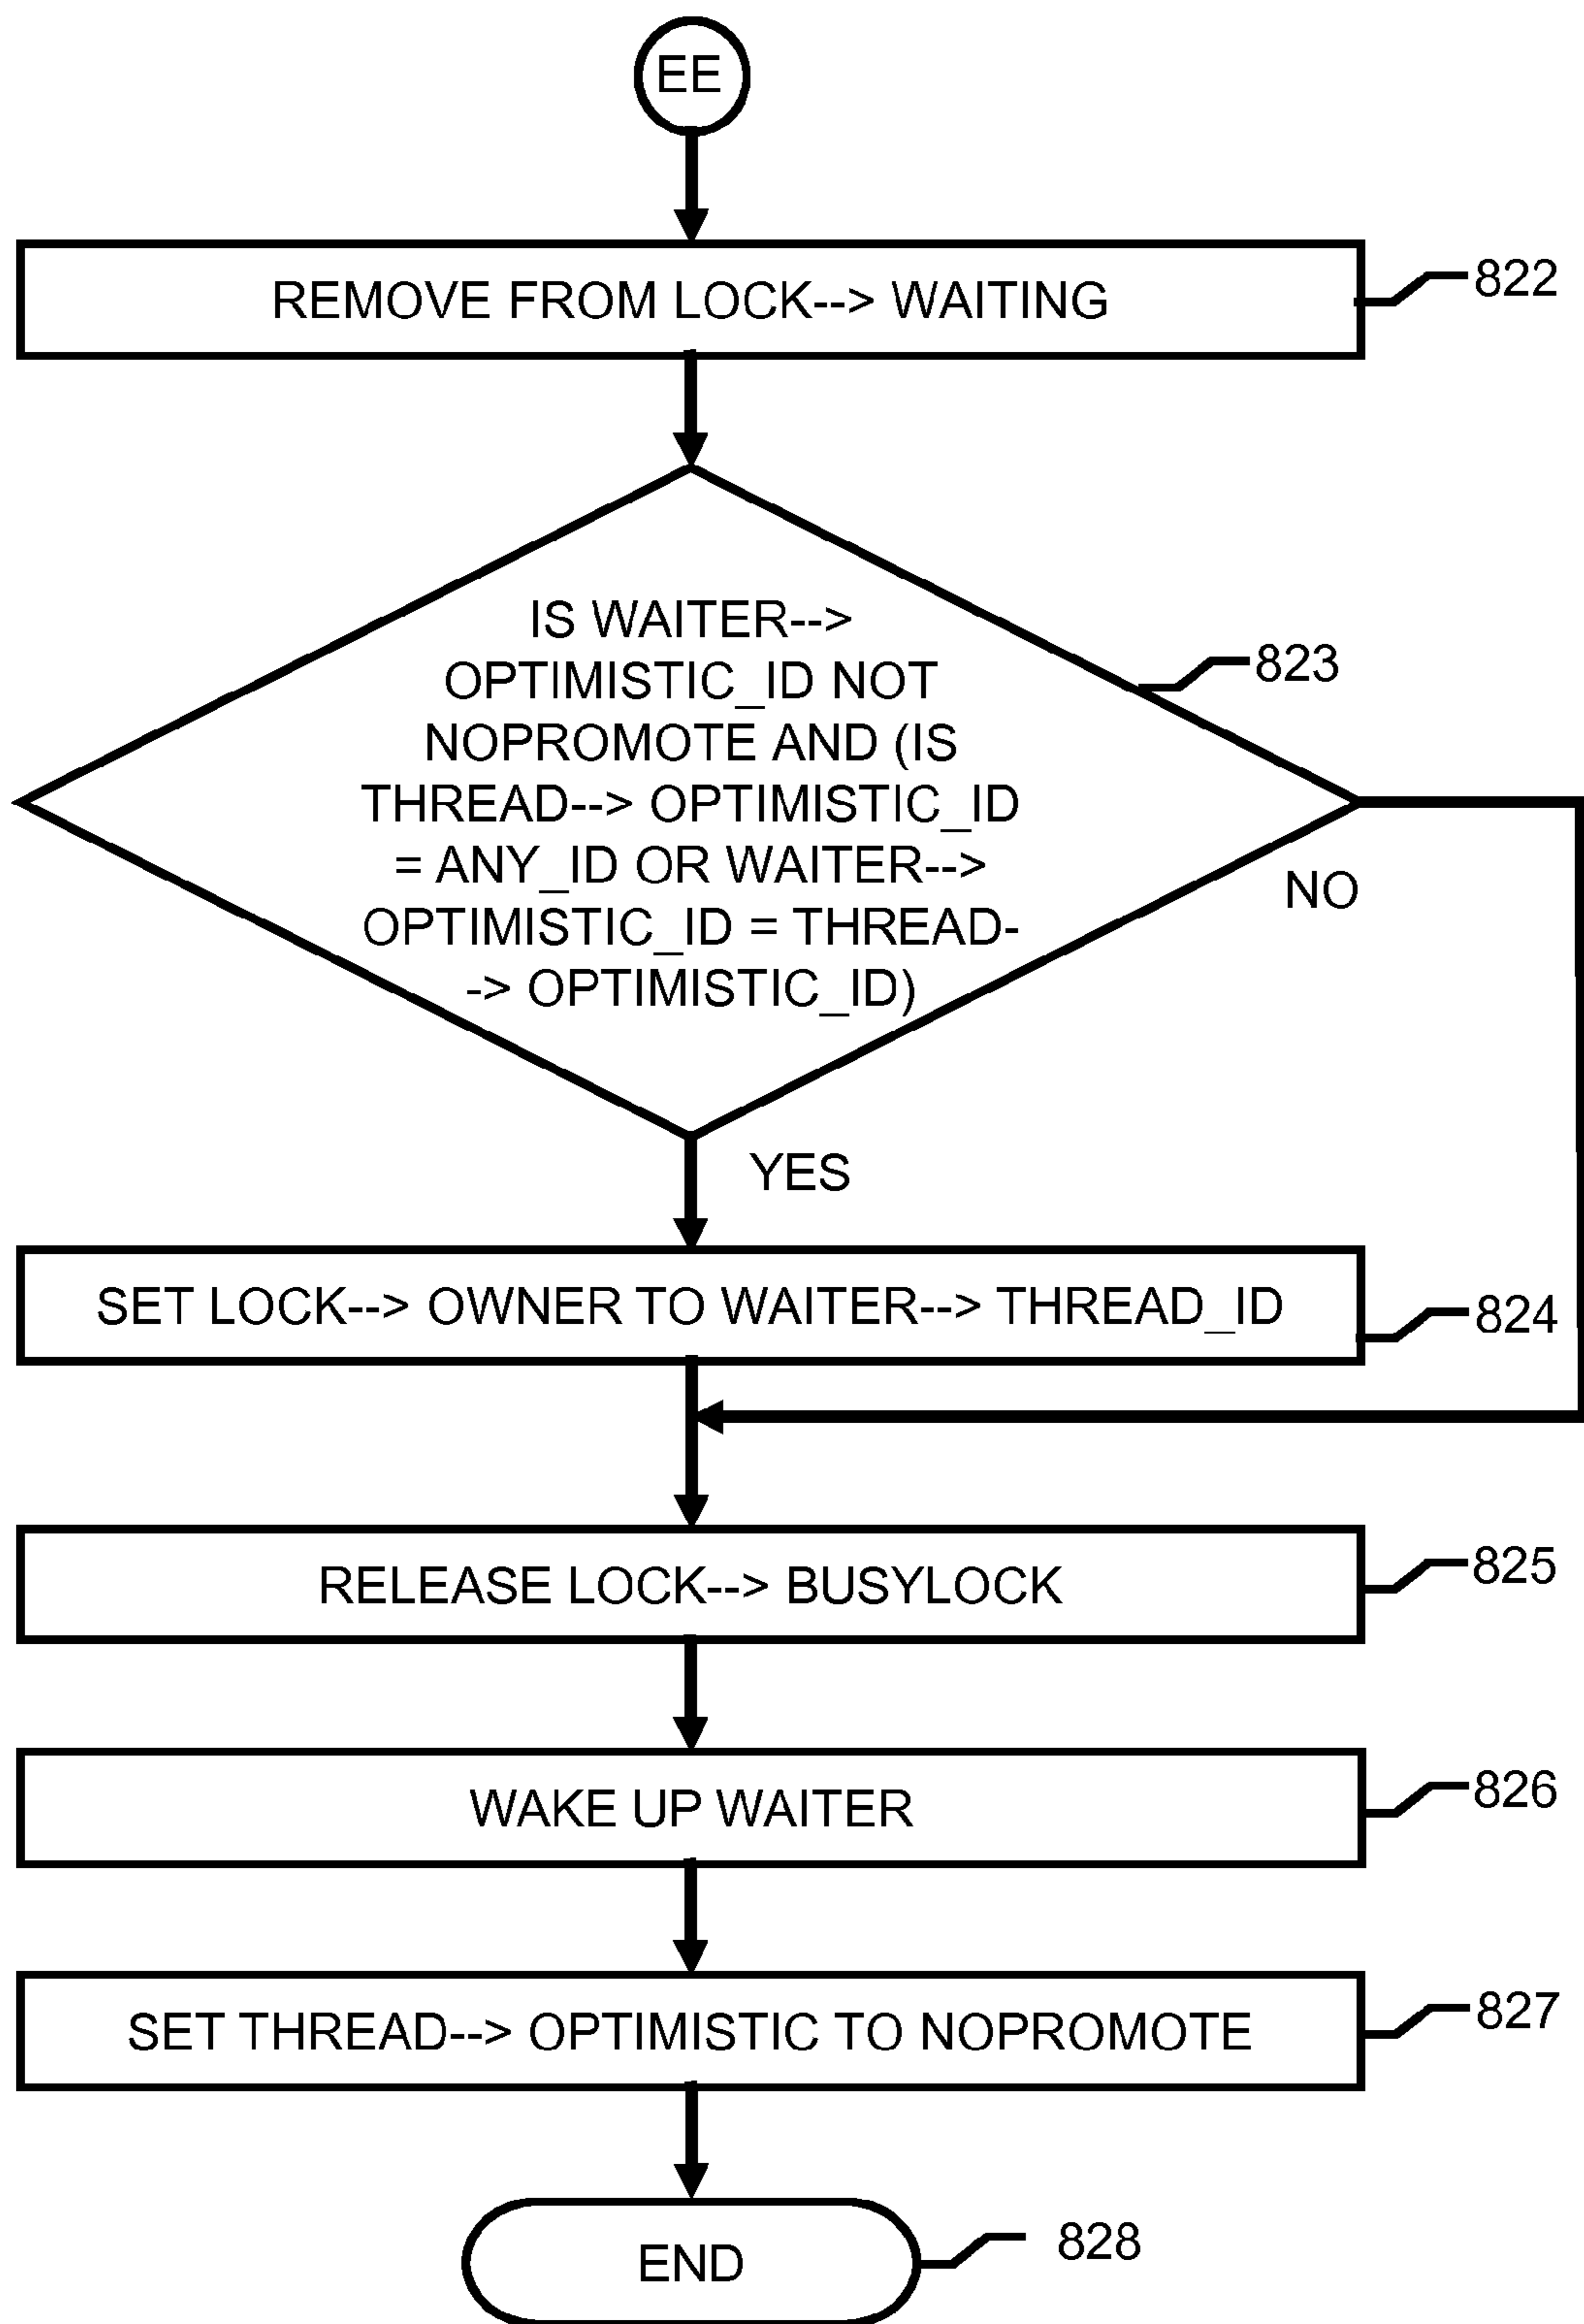 EE
REMOVE FROM LOCK--> WAITING
822
IS WAITER-->
OPTIMISTIC_ID NOT
NOPROMOTE AND (IS
THREAD--> OPTIMISTIC_ID
= ANY_ID OR WAITER-->
OPTIMISTIC_ID = THREAD-
-> OPTIMISTIC_ID)
823
NO
YES
SET LOCK--> OWNER TO WAITER--> THREAD_ID
824
RELEASE LOCK--> BUSYLOCK
825
WAKE UP WAITER
826
SET THREAD--> OPTIMISTIC TO NOPROMOTE
827
END
828